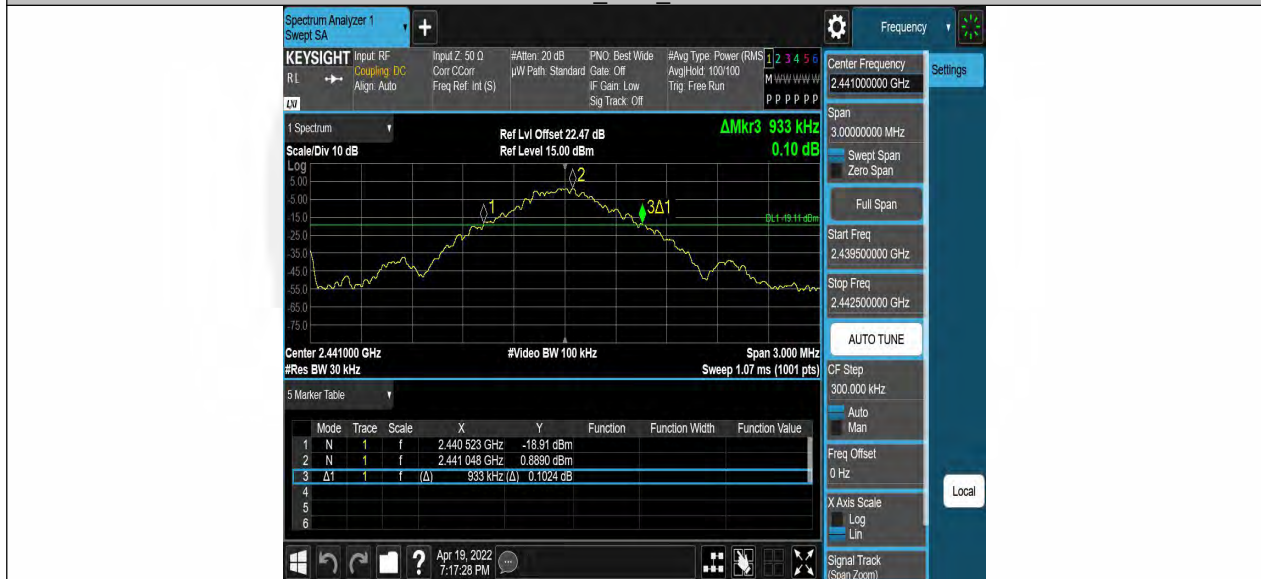 Spectrum Analyzer 1
Swept SA
+
Frequency
KEYSIGHT
RL
LXI
Input: RF
Coupling: DC
Align: Auto
Input Z: 50 Ω
Corr CCorr
Freq Ref: Int (S)
#Atten: 20 dB
µW Path: Standard
PNO: Best Wide
Gate: Off
IF Gain: Low
Sig Track: Off
#Avg Type: Power (RMS
Avg|Hold: 100/100
Trig: Free Run
1 2 3 4 5 6
M W W W W W
P P P P P P
1 Spectrum
Scale/Div 10 dB
Ref Lvl Offset 22.47 dB
Ref Level 15.00 dBm
ΔMkr3 933 kHz
0.10 dB
Log
5.00
-5.00
-15.0
-25.0
-35.0
-45.0
-55.0
-65.0
-75.0
1
2
3Δ1
DL1 -19.11 dBm
Center 2.441000 GHz
#Res BW 30 kHz
#Video BW 100 kHz
Span 3.000 MHz
Sweep 1.07 ms (1001 pts)
5 Marker Table
Mode Trace Scale X Y Function Function Width Function Value
1 N 1 f 2.440 523 GHz -18.91 dBm
2 N 1 f 2.441 048 GHz 0.8890 dBm
3 Δ1 1 f (Δ) 933 kHz (Δ) 0.1024 dB
4
5
6
?
Apr 19, 2022
7:17:28 PM
Center Frequency
2.441000000 GHz
Settings
Span
3.00000000 MHz
Swept Span
Zero Span
Full Span
Start Freq
2.439500000 GHz
Stop Freq
2.442500000 GHz
AUTO TUNE
CF Step
300.000 kHz
Auto
Man
Freq Offset
0 Hz
X Axis Scale
Log
Lin
Signal Track
(Span Zoom)
Local